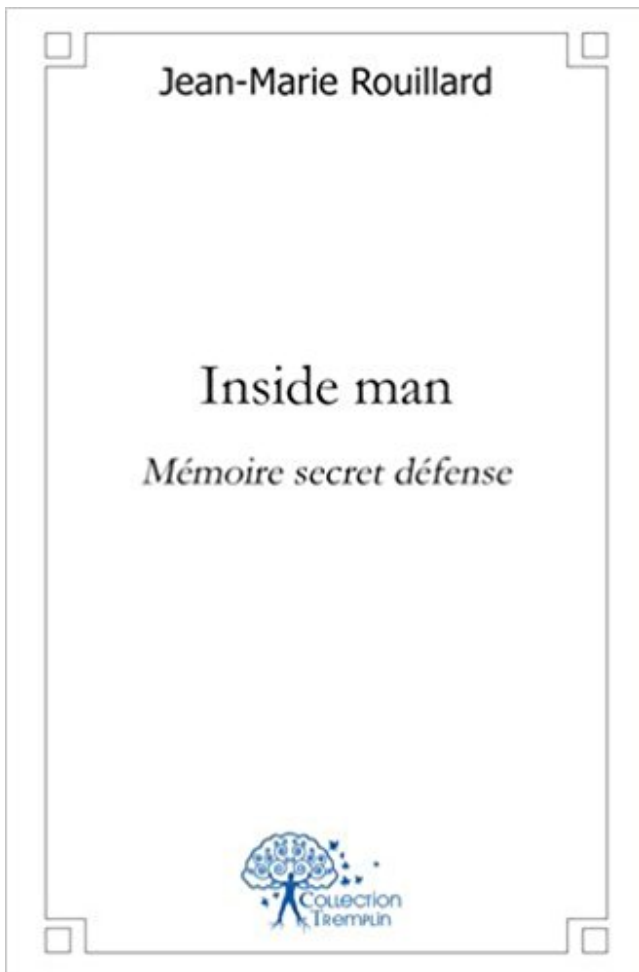 Jean-Marie Rouillard
Inside man
Mémoire secret défense
Collection
Tremplin